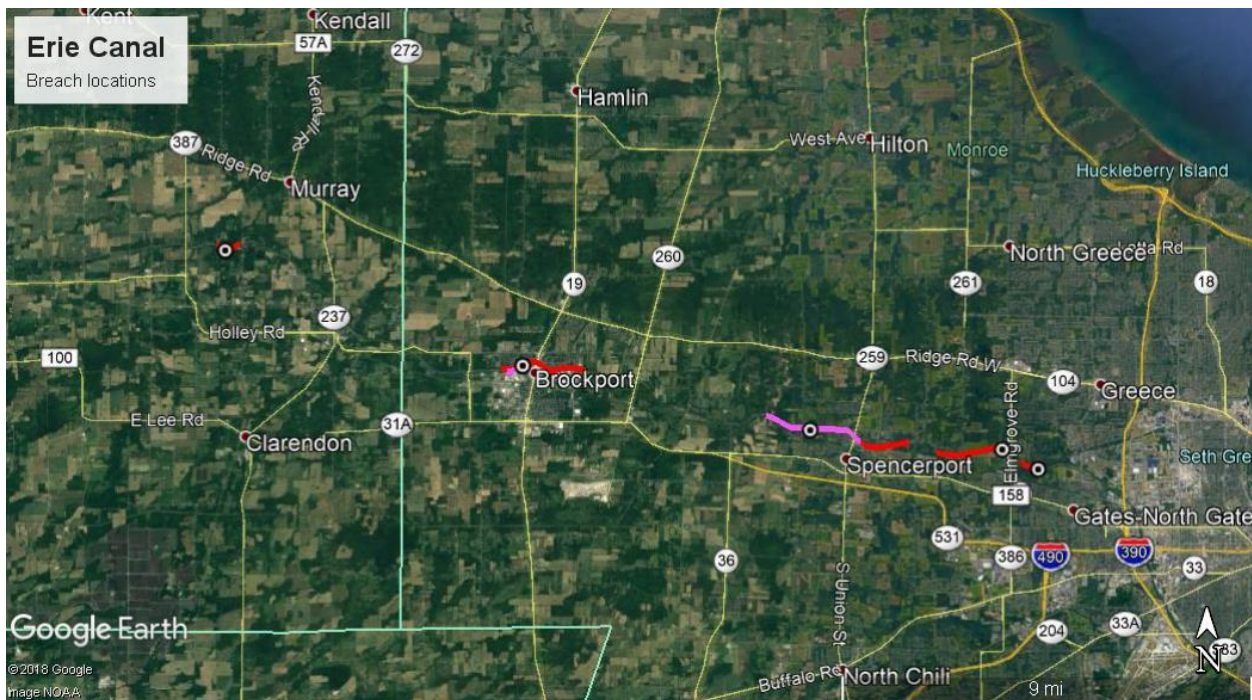 Erie Canal
Breach locations
Kent
Kendall
57A
272
Kendall R
Hamlin
387
Ridge Rd
Murray
West Ave
Hilton
Monroe
Huckleberry Island
260
North Greece
Latta Rd
19
261
18
237
Holley Rd
100
259
Ridge Rd W
104
Greece
Brockport
E Lee Rd
31A
Clarendon
Elmgrove Rd
Spencerport
Seth Gre
158
Gates-North Gate
531
386
490
390
33
36
S Union St
204
33A
Google Earth
N
©2018 Google
Image NOAA
Buffalo Rd
North Chili
9 mi